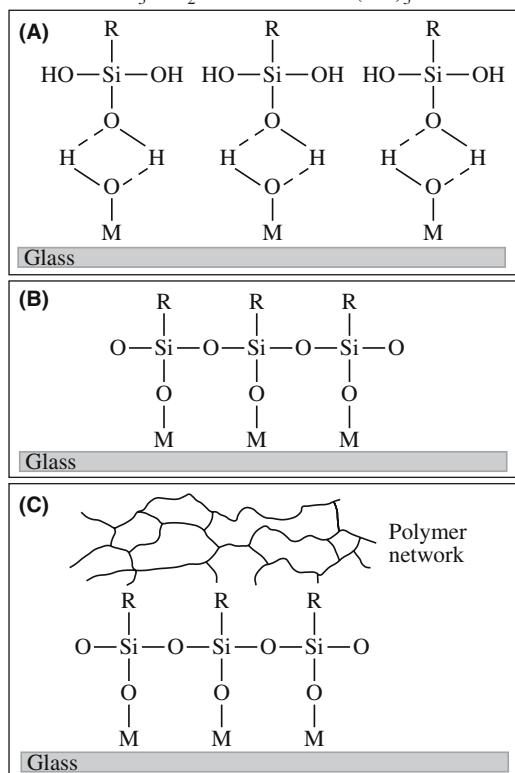 (A)
R R R
HO—Si—OH HO—Si—OH HO—Si—OH
O O O
H H H H H H
O O O
M M M
Glass
(B)
R R R
O—Si—O—Si—O—Si—O
O O O
M M M
Glass
(C)
Polymer
network
R R R
O—Si—O—Si—O—Si—O
O O O
M M M
Glass